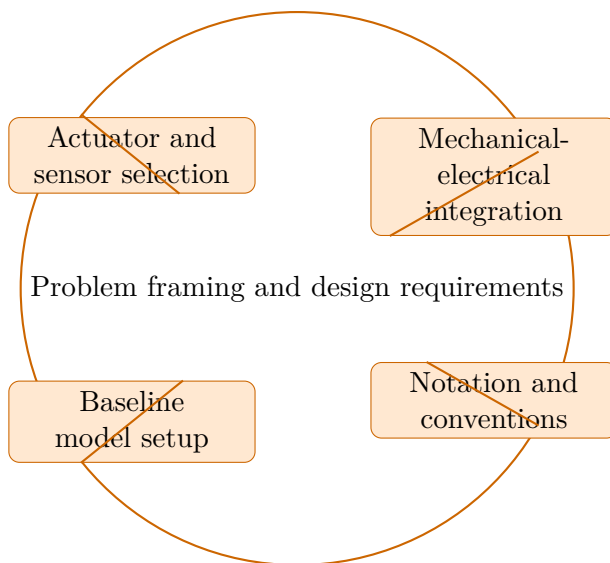 Actuator and
sensor selection
Mechanical-
electrical
integration
Problem framing and design requirements
Baseline
model setup
Notation and
conventions